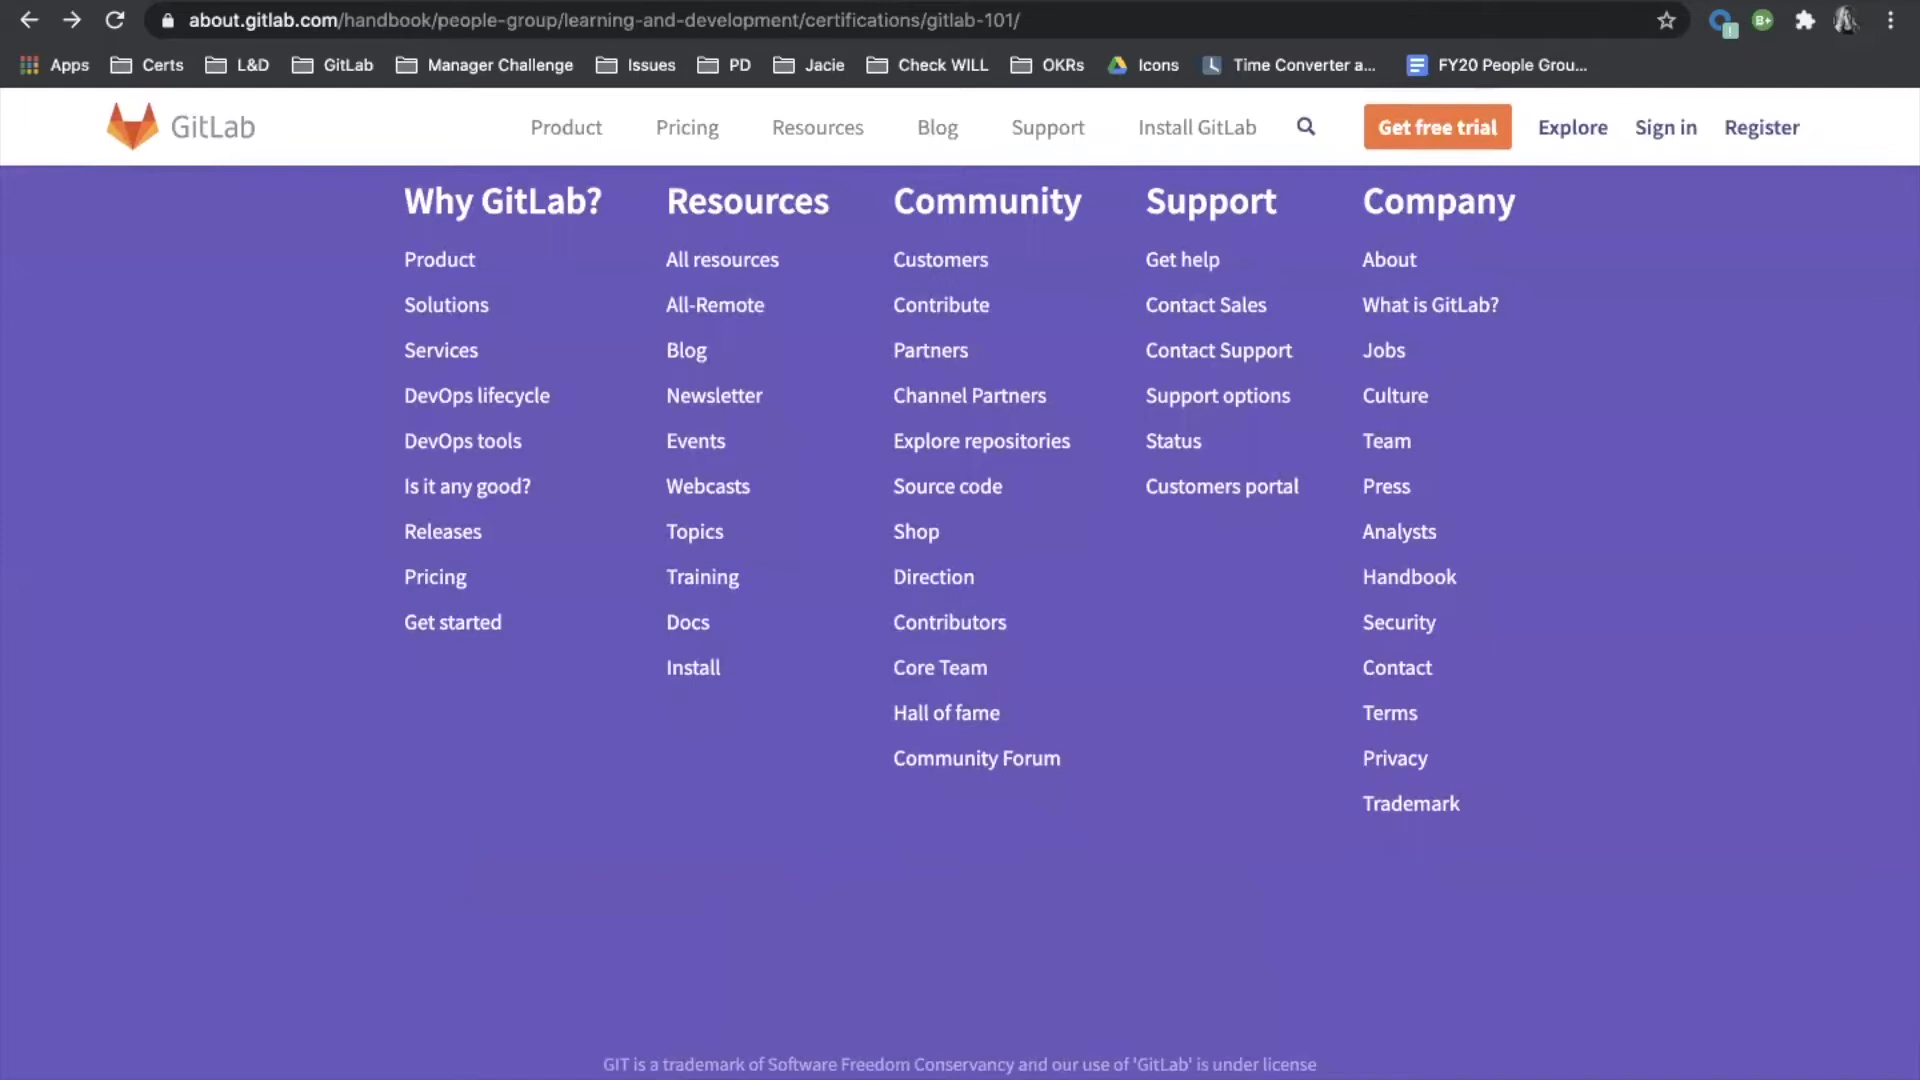 about.gitlab.com/handbook/people-group/learning-and-development/certifications/gitlab-101/
Apps Certs L&D GitLab Manager Challenge Issues PD Jacie Check WILL OKRs Icons Time Converter a... FY20 People Grou...
GitLab Product Pricing Resources Blog Support Install GitLab Get free trial Explore Sign in Register
Why GitLab?
Product
Solutions
Services
DevOps lifecycle
DevOps tools
Is it any good?
Releases
Pricing
Get started
Resources
All resources
All-Remote
Blog
Newsletter
Events
Webcasts
Topics
Training
Docs
Install
Community
Customers
Contribute
Partners
Channel Partners
Explore repositories
Source code
Shop
Direction
Contributors
Core Team
Hall of fame
Community Forum
Support
Get help
Contact Sales
Contact Support
Support options
Status
Customers portal
Company
About
What is GitLab?
Jobs
Culture
Team
Press
Analysts
Handbook
Security
Contact
Terms
Privacy
Trademark
GIT is a trademark of Software Freedom Conservancy and our use of 'GitLab' is under license